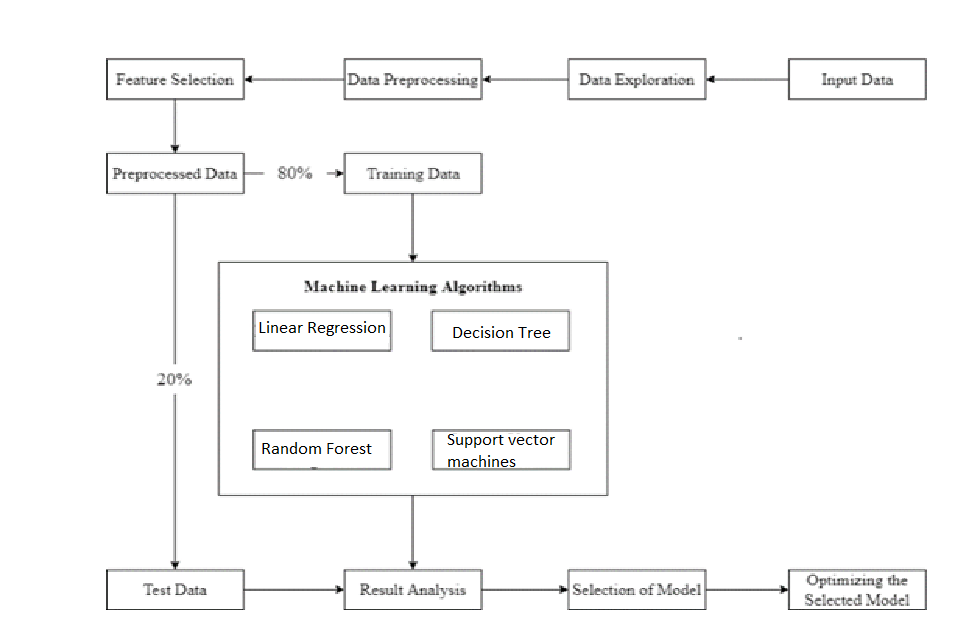 Feature Selection
Data Preprocessing
Data Exploration
Input Data
Preprocessed Data
80%
Training Data
Machine Learning Algorithms
Linear Regression
Decision Tree
20%
Random Forest
Support vector
machines
Test Data
Result Analysis
Selection of Model
Optimizing the
Selected Model